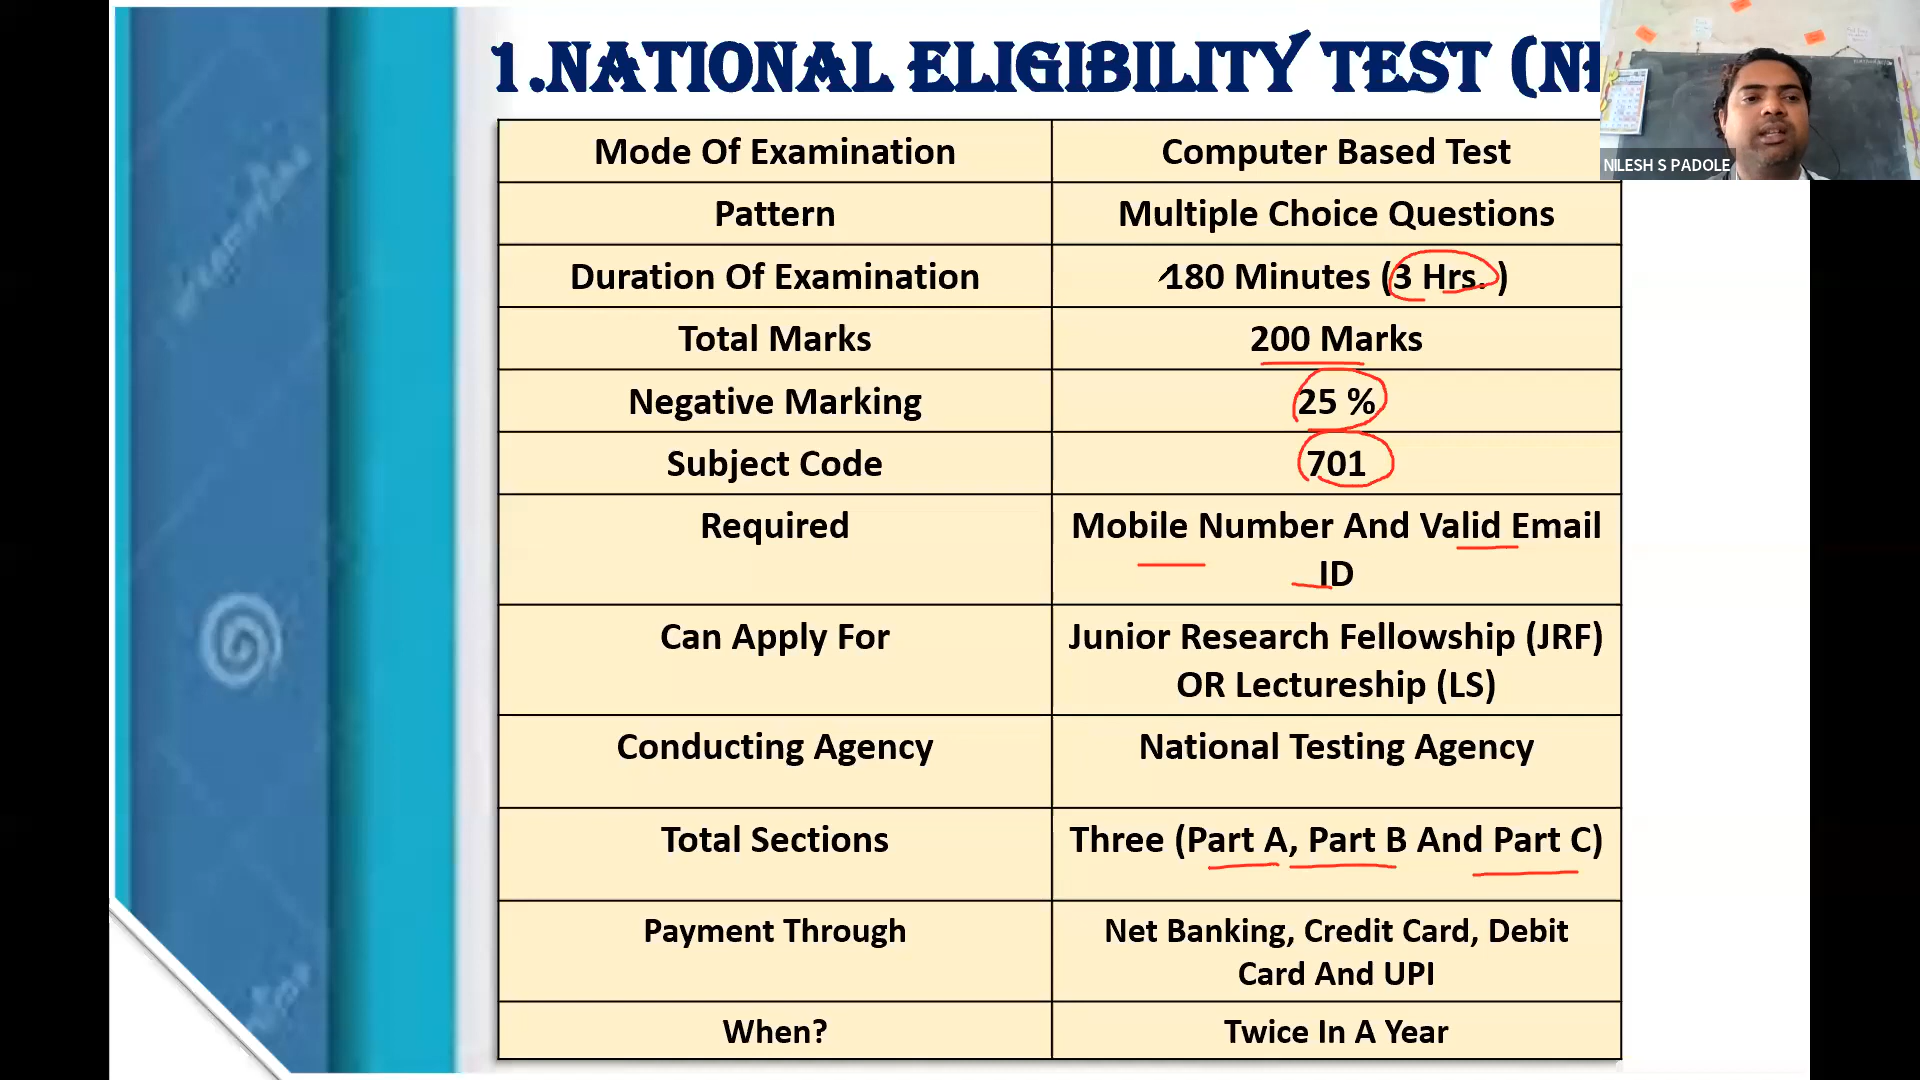 1.NATIONAL ELIGIBILITY TEST (NE
NILESH S PADOLE
Mode Of Examination
Computer Based Test
Pattern
Multiple Choice Questions
Duration Of Examination
180 Minutes (3 Hrs. )
Total Marks
200 Marks
Negative Marking
25 %
Subject Code
701
Required
Mobile Number And Valid Email
ID
Can Apply For
Junior Research Fellowship (JRF)
OR Lectureship (LS)
Conducting Agency
National Testing Agency
Total Sections
Three (Part A, Part B And Part C)
Payment Through
Net Banking, Credit Card, Debit
Card And UPI
When?
Twice In A Year